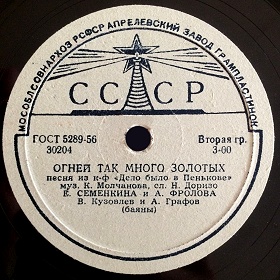 МОСОБЛСОВНАРХОЗ РСФСР АПРЕЛЕВСКИЙ ЗАВОД ГРАМПЛАСТИНОК
СССР
ГОСТ 5289-56
30204
Вторая гр.
3-00
ОГНЕЙ ТАК МНОГО ЗОЛОТЫХ
песня из к-ф «Дело было в Пенькове»
муз. К. Молчанова, сл. Н. Доризо
Е. СЕМЕНКИНА и А. ФРОЛОВА
В. Кузовлев и А. Графов
(баяны)